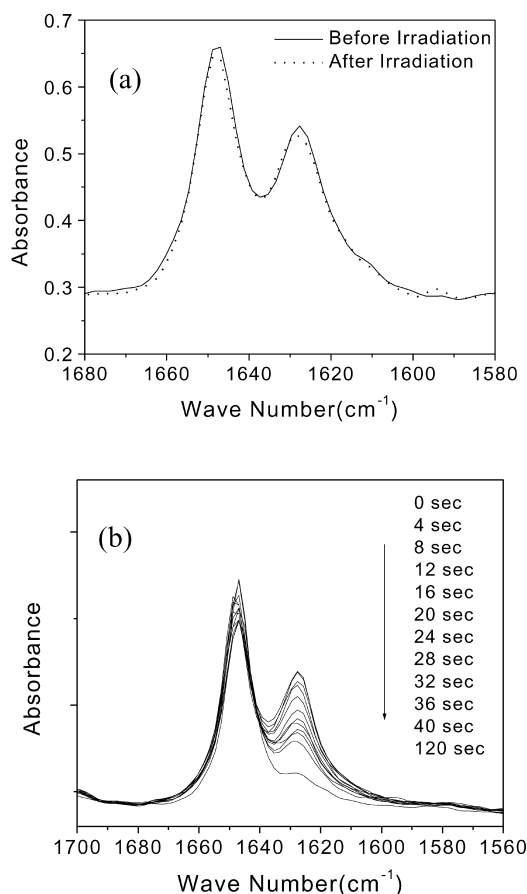 0.7
Before Irradiation
After Irradiation
(a)
0.6
0.5
0.4
0.3
0.2
Absorbance
1680 1660 1640 1620 1600 1580
Wave Number(cm⁻¹)
(b)
0 sec
4 sec
8 sec
12 sec
16 sec
20 sec
24 sec
28 sec
32 sec
36 sec
40 sec
120 sec
Absorbance
1700 1680 1660 1640 1620 1600 1580 1560
Wave Number(cm⁻¹)